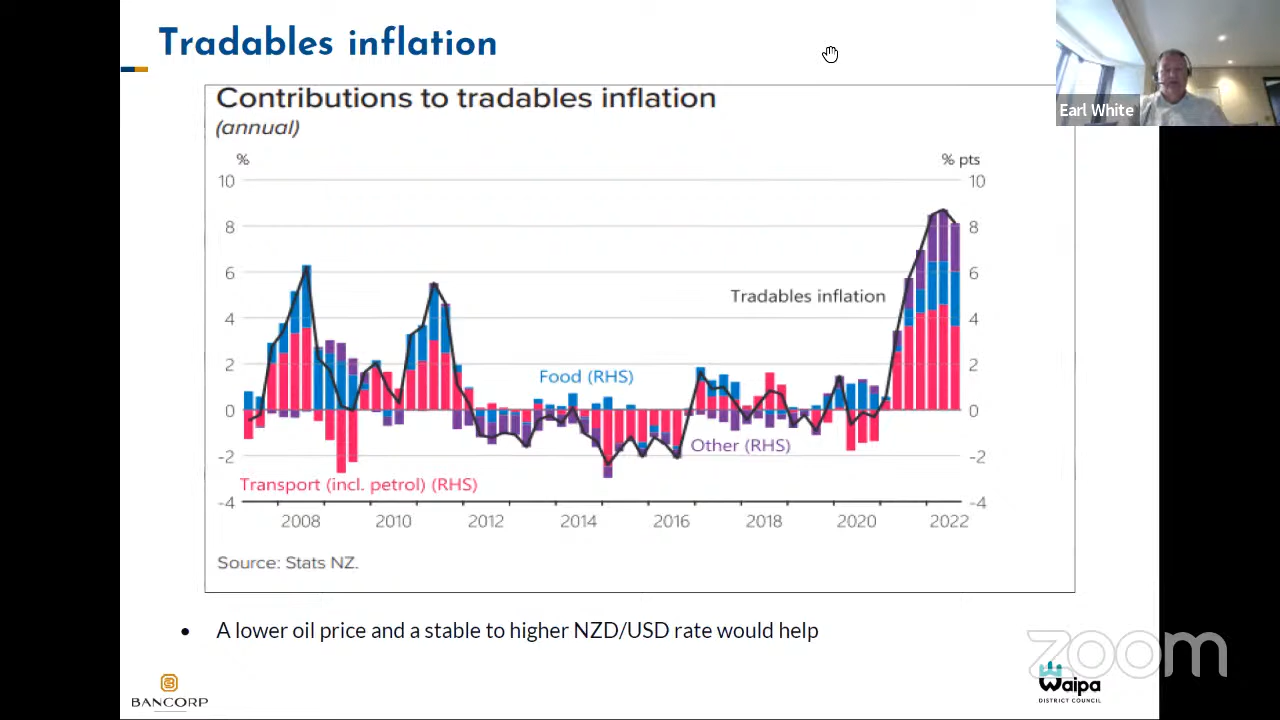 Tradables inflation
Earl White
Contributions to tradables inflation
(annual)
% % pts
10 10
8 8
6 6
Tradables inflation
4 4
2 2
Food (RHS)
0 0
Other (RHS)
-2 -2
Transport (incl. petrol) (RHS)
-4 -4
2008 2010 2012 2014 2016 2018 2020 2022
Source: Stats NZ.
• A lower oil price and a stable to higher NZD/USD rate would help
zoom
BANCORP
Waipa
DISTRICT COUNCIL